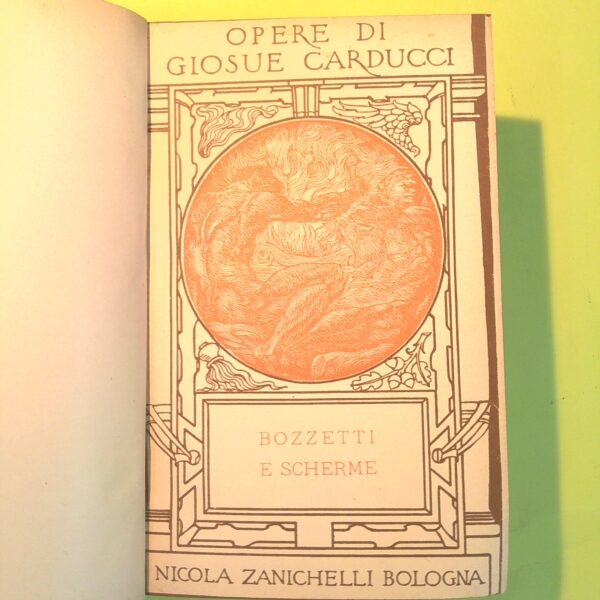 OPERE DI
GIOSUE CARDUCCI
BOZZETTI
E SCHERME
NICOLA ZANICHELLI BOLOGNA